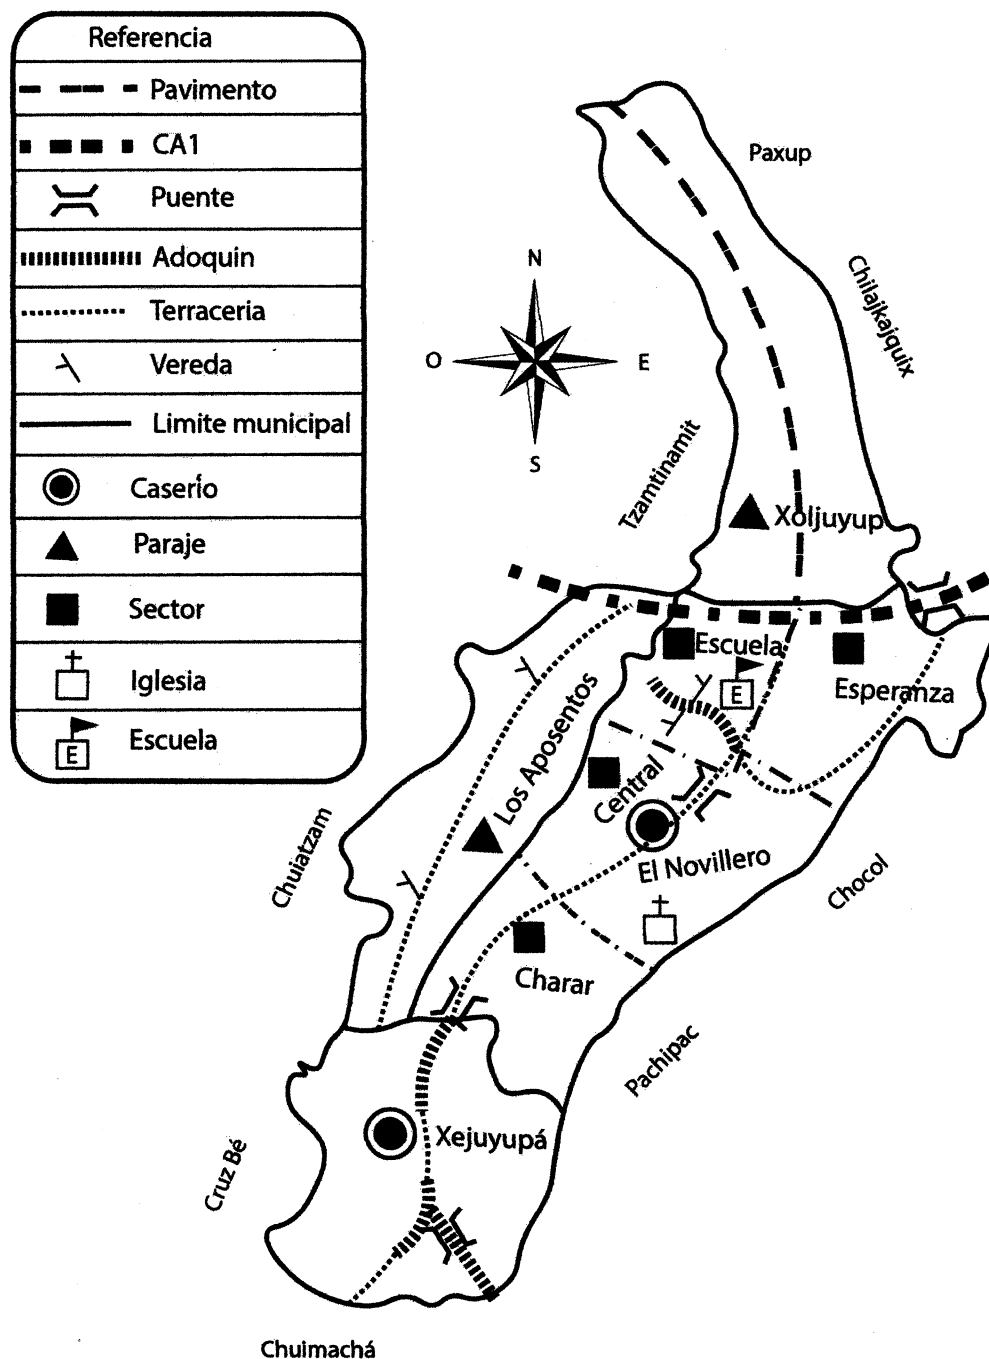 Referencia
Pavimento
CA1
Puente
Adoquin
Terraceria
Vereda
Limite municipal
Caserío
Paraje
Sector
Iglesia
E
Escuela
Paxup
Chilajkajquix
N
O
E
S
Tzamtinamit
Xoljuyup
Escuela
E
Esperanza
Los Aposentos
Central
El Novillero
Chuiatzam
Chocol
Charar
Pachipac
Xejuyupá
Cruz Bé
Chuimachá